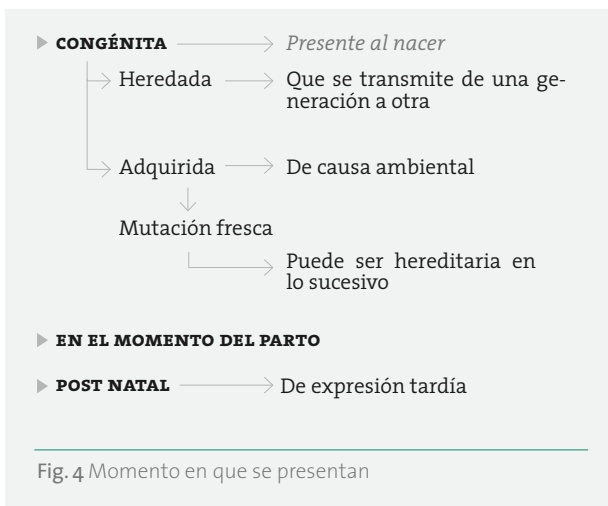 CONGÉNITA Presente al nacer
Heredada Que se transmite de una ge-
neración a otra
Adquirida De causa ambiental
Mutación fresca
Puede ser hereditaria en
lo sucesivo
EN EL MOMENTO DEL PARTO
POST NATAL De expresión tardía
Fig. 4 Momento en que se presentan